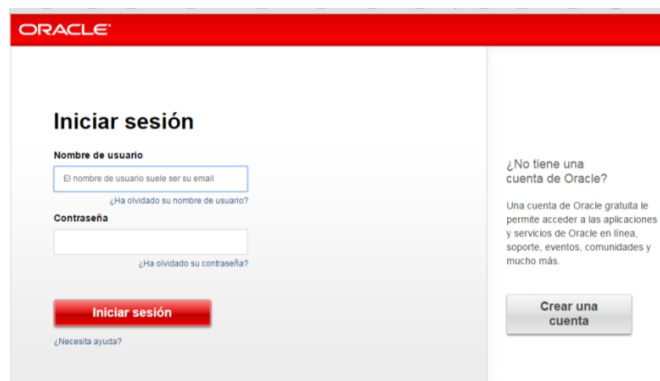 ORACLE
Iniciar sesión
Nombre de usuario
El nombre de usuario suele ser su email
¿Ha olvidado su nombre de usuario?
Contraseña
¿Ha olvidado su contraseña?
Iniciar sesión
¿Necesita ayuda?
¿No tiene una
cuenta de Oracle?
Una cuenta de Oracle gratuita le
permite acceder a las aplicaciones
y servicios de Oracle en línea,
soporte, eventos, comunidades y
mucho más.
Crear una
cuenta